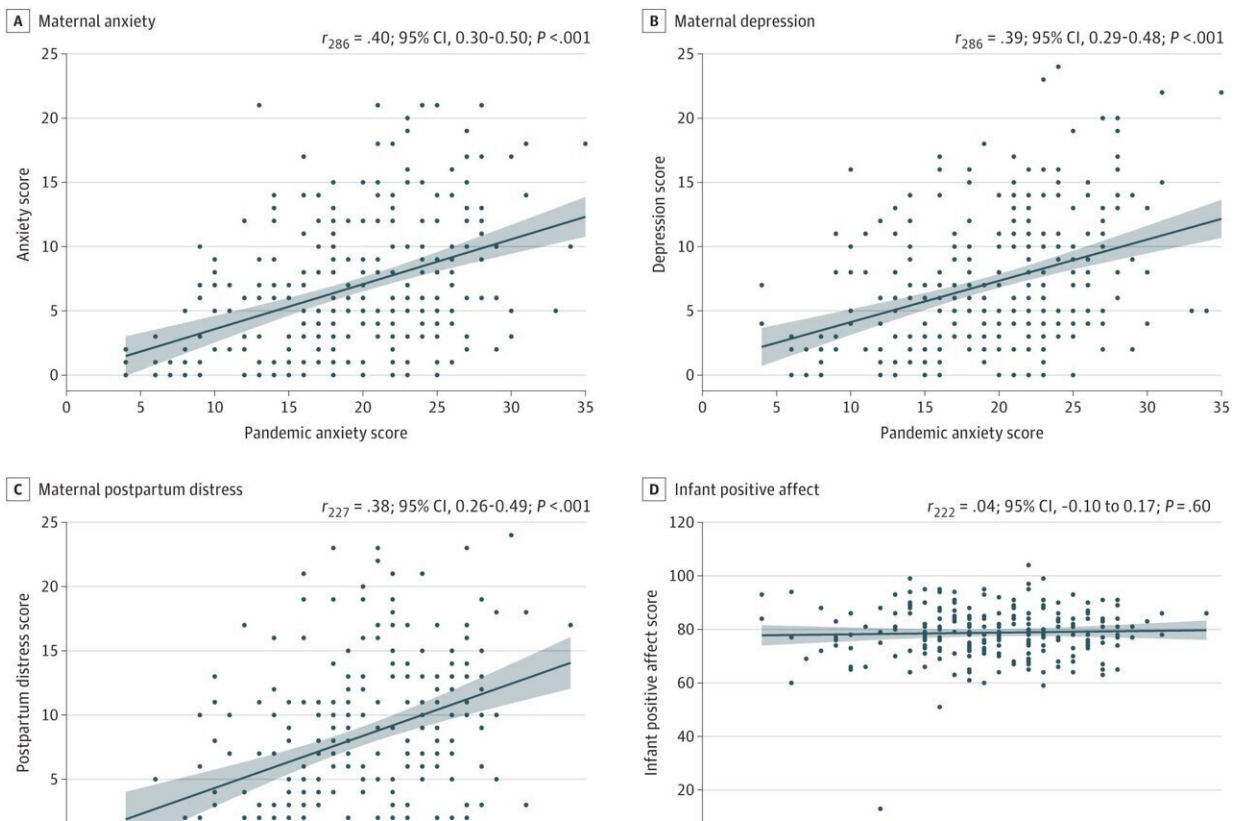 A Maternal anxiety
r286 = .40; 95% CI, 0.30-0.50; P <.001
25
20
15
10
5
0
Anxiety score
0 5 10 15 20 25 30 35
Pandemic anxiety score
B Maternal depression
r286 = .39; 95% CI, 0.29-0.48; P <.001
25
20
15
10
5
0
Depression score
0 5 10 15 20 25 30 35
Pandemic anxiety score
C Maternal postpartum distress
r227 = .38; 95% CI, 0.26-0.49; P <.001
25
20
15
10
5
Postpartum distress score
D Infant positive affect
r222 = .04; 95% CI, -0.10 to 0.17; P = .60
120
100
80
60
40
20
Infant positive affect score